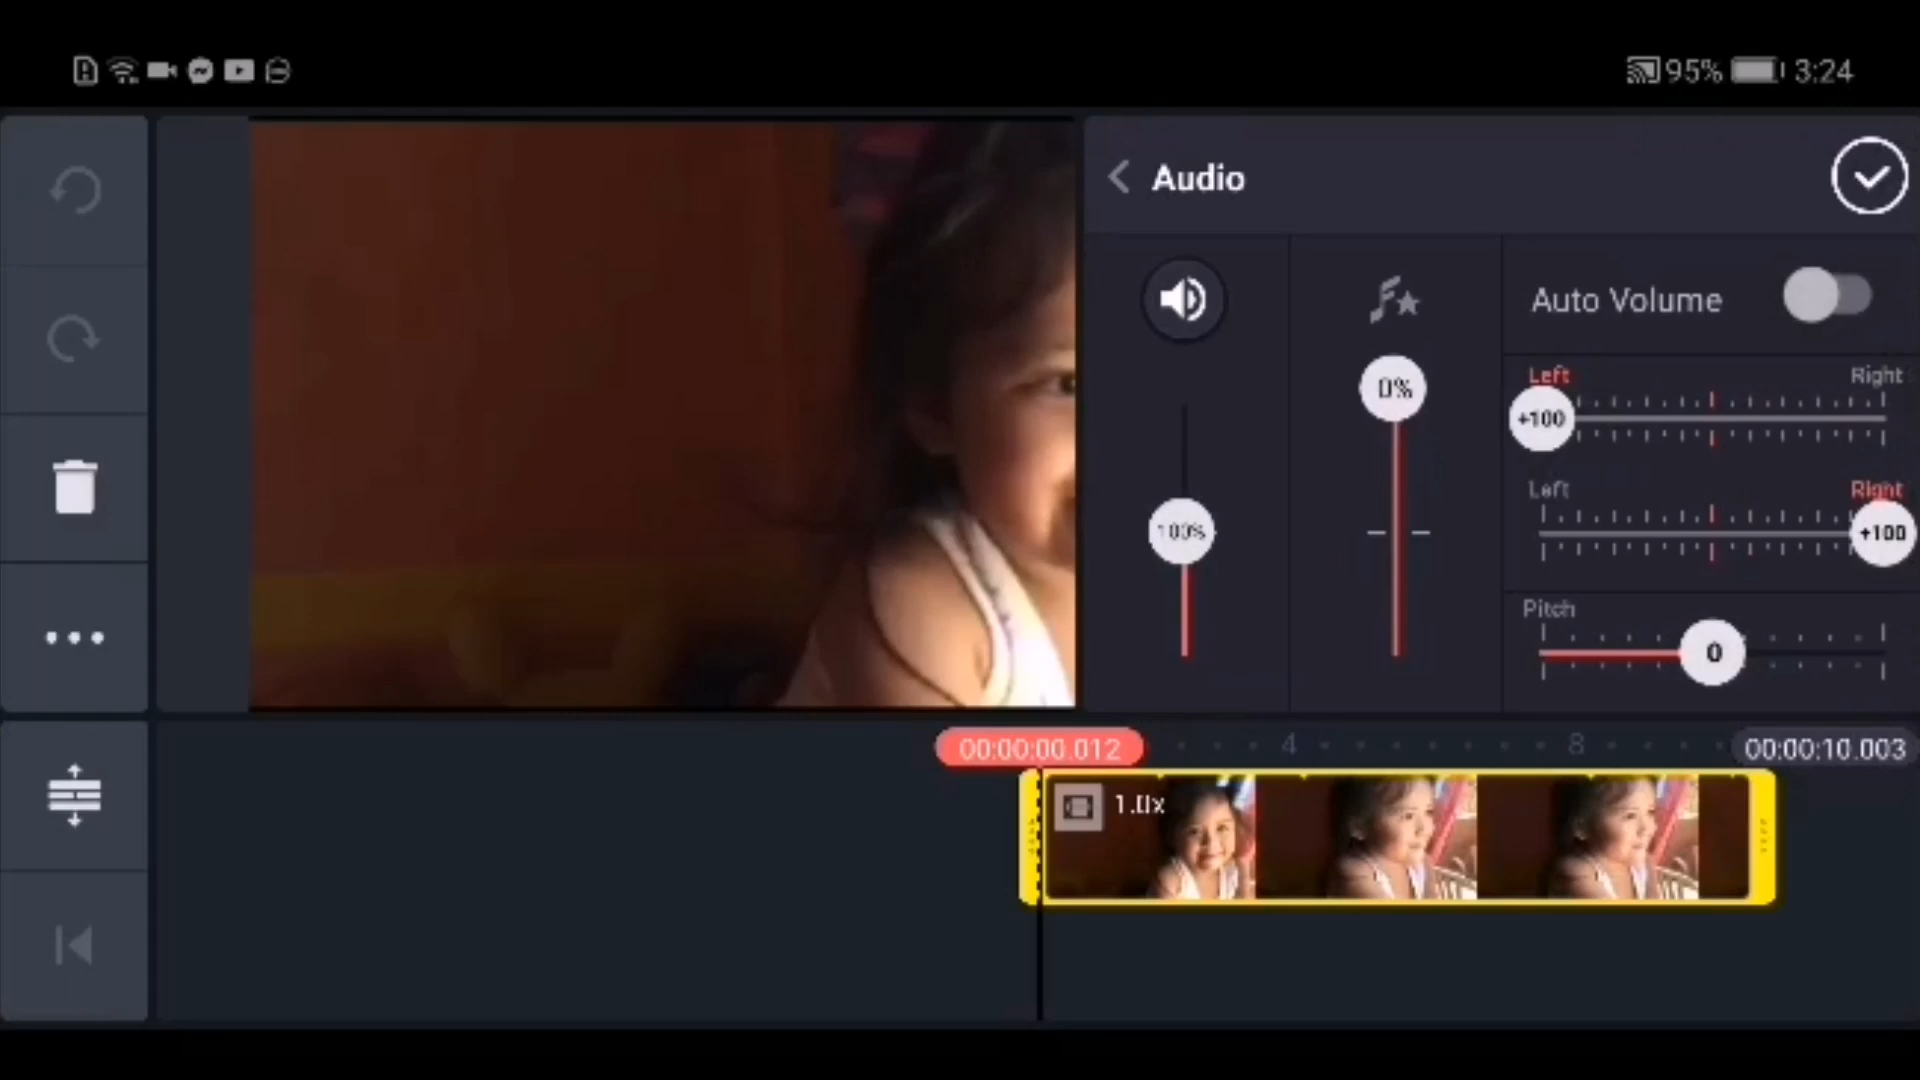 95% 3:24
Audio
Auto Volume
Left Right
+100
0%
Left Right
100%
+100
Pitch
0
00:00:00.012 4 8 00:00:10.003
1.0x